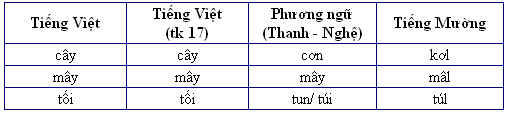 Tiếng Việt Tiếng Việt (tk 17) Phương ngữ (Thanh - Nghệ) Tiếng Mường
cây cây cơn kơl
mây mây mây mâl
tối tối tun/ túi túl